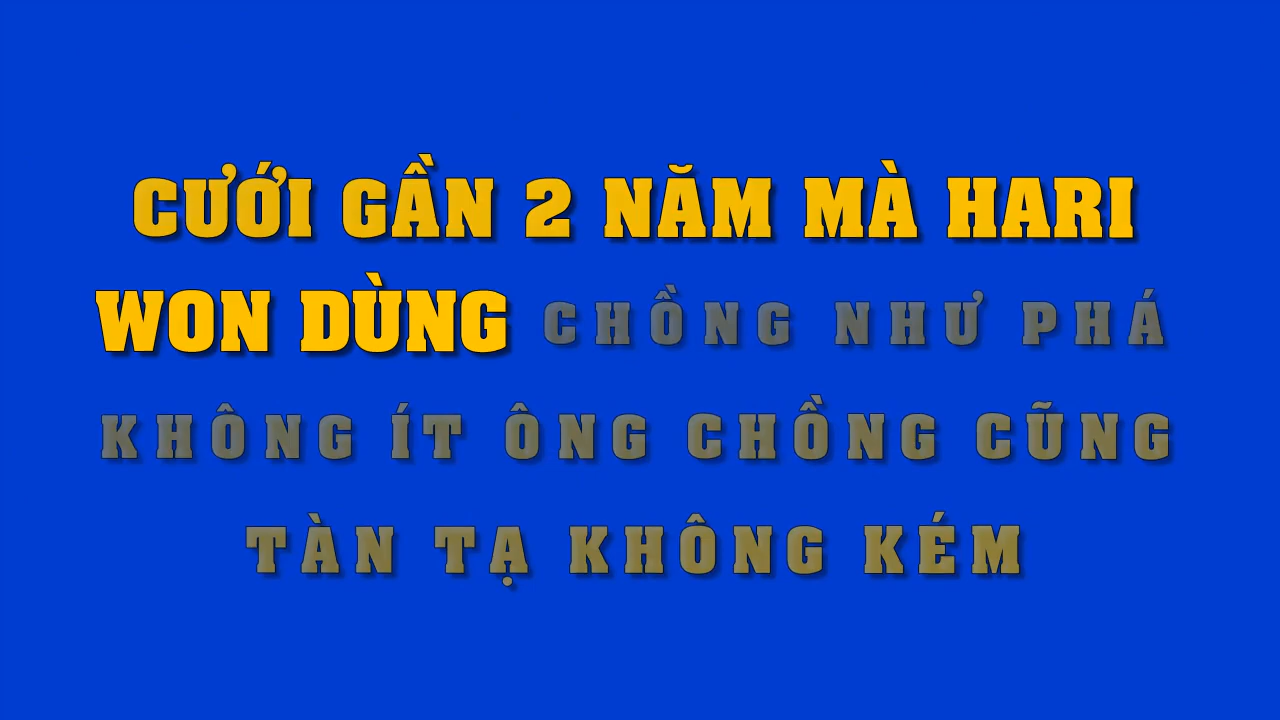 CƯỚI GẦN 2 NĂM MÀ HARI
WON DÙNG CHỒNG NHƯ PHÁ
KHÔNG ÍT ÔNG CHỒNG CŨNG
TÀN TẠ KHÔNG KÉM